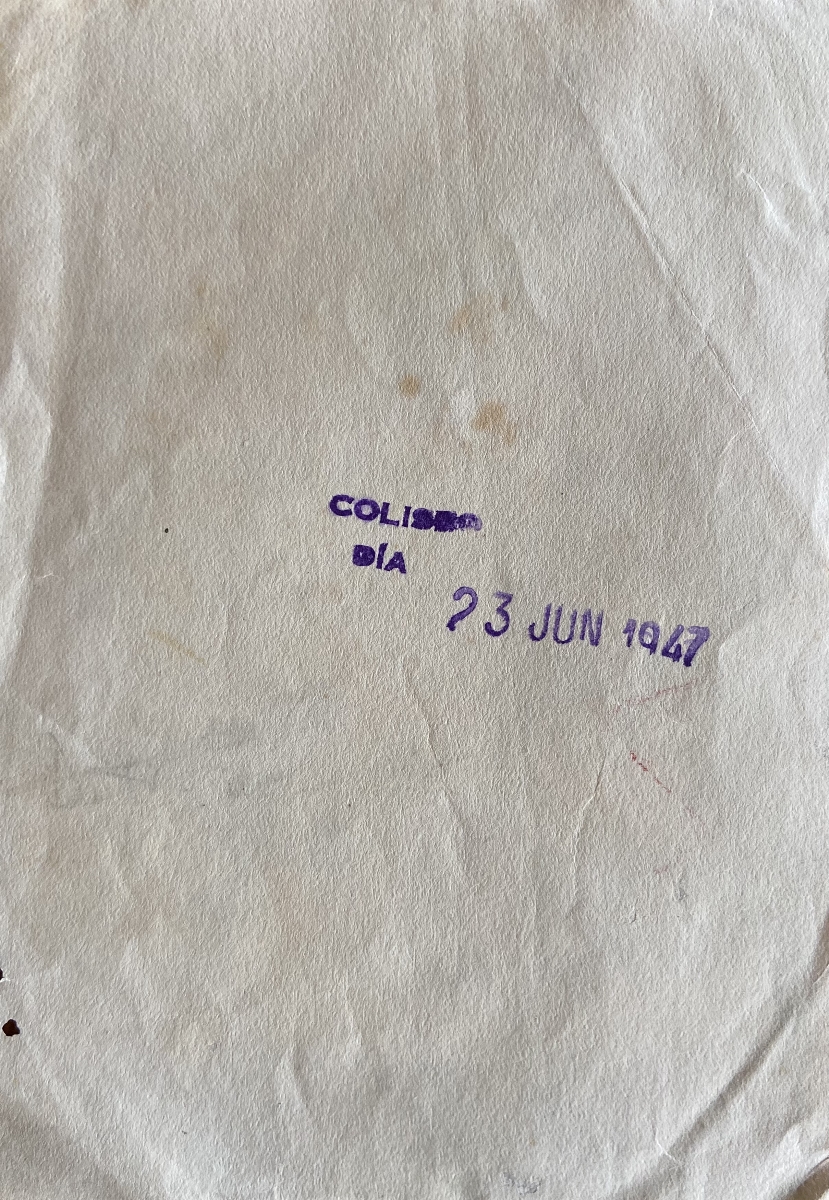 COLISEO
DÍA
23 JUN 1947